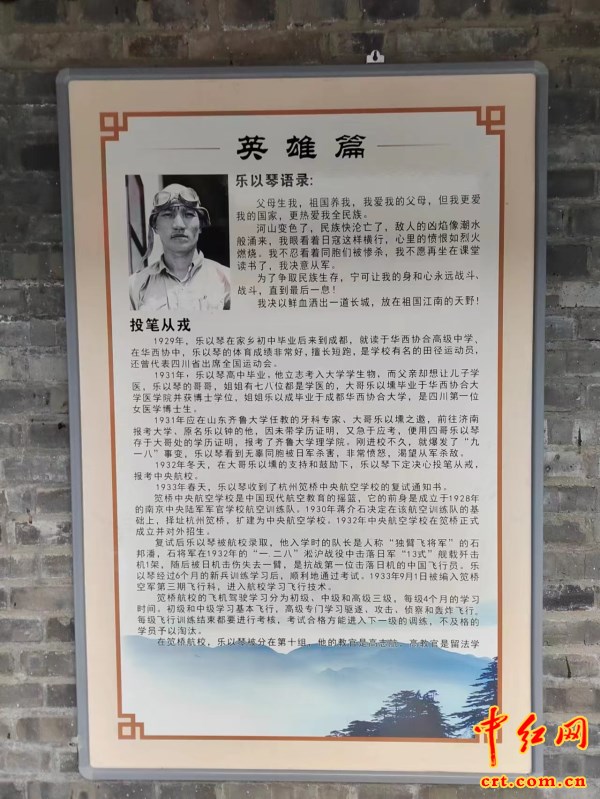 英雄篇
乐以琴语录:
父母生我，祖国养我，我爱我的父母，但我更爱
我的国家，更热爱我全民族。
河山变色了，民族快沦亡了，敌人的凶焰像潮水
般涌来，我眼看着日寇这样横行，心里的愤恨如烈火
燃烧。我不忍看着同胞们被惨杀，我不愿再坐在课堂
读书了，我决意从军。
为了争取民族生存，宁可让我的身和心永远战斗、
战斗，直到最后一息！
我决以鲜血洒出一道长城，放在祖国江南的天野！
投笔从戎
1929年，乐以琴在家乡初中毕业后来到成都，就读于华西协合高级中学，
在华西协中，乐以琴的体育成绩非常好，擅长短跑，是学校有名的田径运动员，
还曾代表四川省出席全国运动会。
1931年，乐以琴高中毕业，他立志考入大学学生物，而父亲却想让儿子学
医，乐以琴的哥哥，姐姐有七八位都是学医的，大哥乐以壎毕业于华西协合大
学医学院并获博士学位，姐姐乐以成毕业于成都华西协合大学，是四川第一位
女医学博士生。
1931年应在山东齐鲁大学任教的牙科专家、大哥乐以壎之邀，前往济南
报考大学。原名乐以钟的他，因未带学历证明，又急于应考，便用四哥乐以琴
存于大哥处的学历证明，报考了齐鲁大学理学院。刚进校不久，就爆发了“九
一八”事变，乐以琴看到无辜同胞被日军杀害，非常愤怒，渴望从军杀敌。
1932年冬天，在大哥乐以壎的支持和鼓励下，乐以琴下定决心投笔从戎，
报考中央航校。
1933年春天，乐以琴收到了杭州笕桥中央航空学校的复试通知书。
笕桥中央航空学校是中国现代航空教育的摇篮，它的前身是成立于1928年
的南京中央陆军军官学校航空训练队。1930年蒋介石决定在该航空训练队的基
础上，择址杭州笕桥，扩建为中央航空学校。1932年中央航空学校在笕桥正式
成立并对外招生。
复试后乐以琴被航校录取，他入学时的队长是人称“独臂飞将军”的石
邦藩，石将军在1932年的“一.二八”淞沪战役中击落日军“13式”舰载歼击
机1架，随后被日机击伤失去一臂，是抗战第一位击落日机的中国飞行员。乐
以琴经过6个月的新兵训练学习后，顺利地通过考试。1933年9月1日被编入笕桥
空军第三期飞行科，进入航校学习飞行技术。
笕桥航校的飞机驾驶学习分为初级、中级和高级三级，每级4个月的学习
时间。初级和中级学习基本飞行，高级专门学习驱逐、攻击、侦察和轰炸飞行，
每级飞行训练结束都要进行考核，考试合格方能进入下一级的训练，不及格的
学员予以淘汰。
在笕桥航校，乐以琴被分在第十组，他的教官是高志航。高教官是留法学
中红网
crt.com.cn